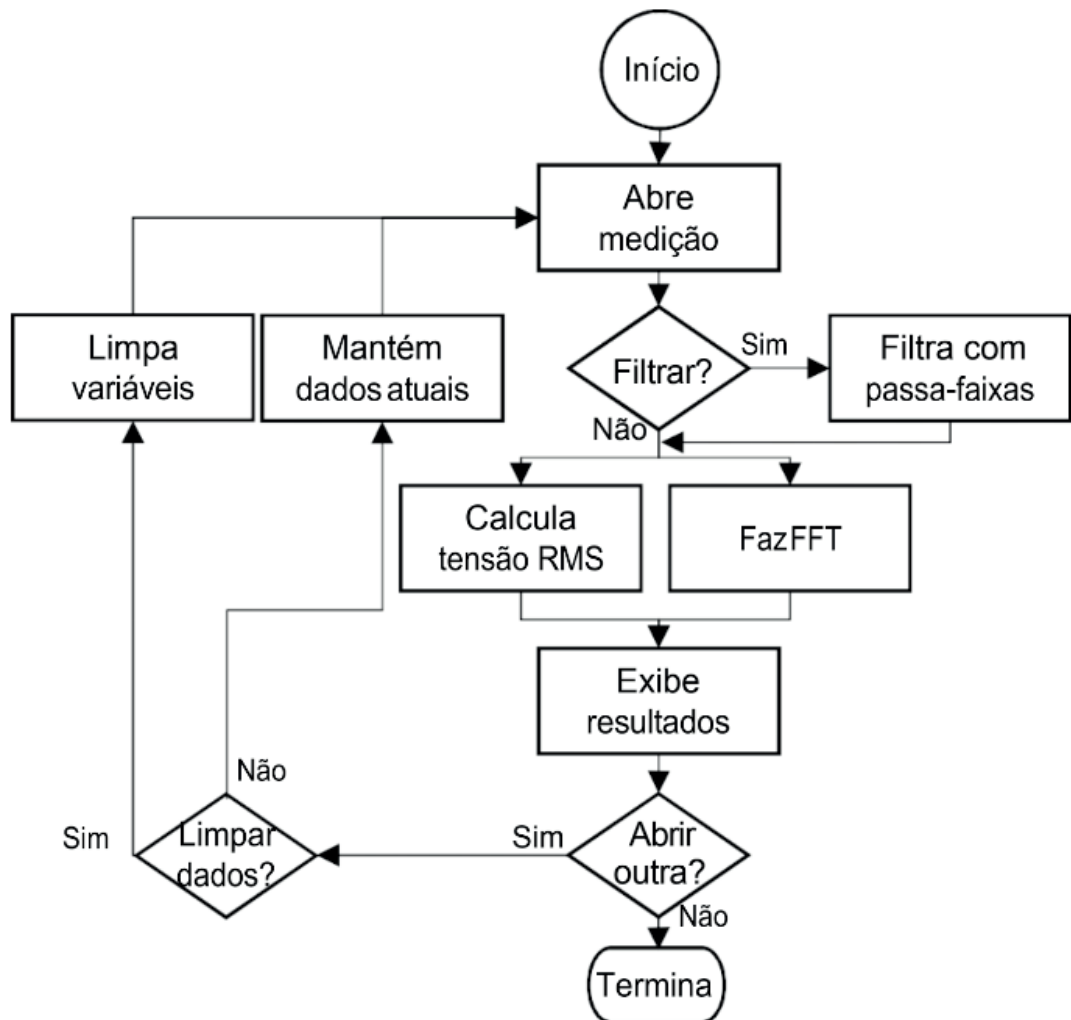 Início
Abre
medição
Limpa
variáveis
Mantém
dados atuais
Filtrar?
Sim
Filtra com
passa-faixas
Não
Calcula
tensão RMS
FazFFT
Exibe
resultados
Não
Sim
Limpar
dados?
Sim
Abrir
outra?
Não
Termina